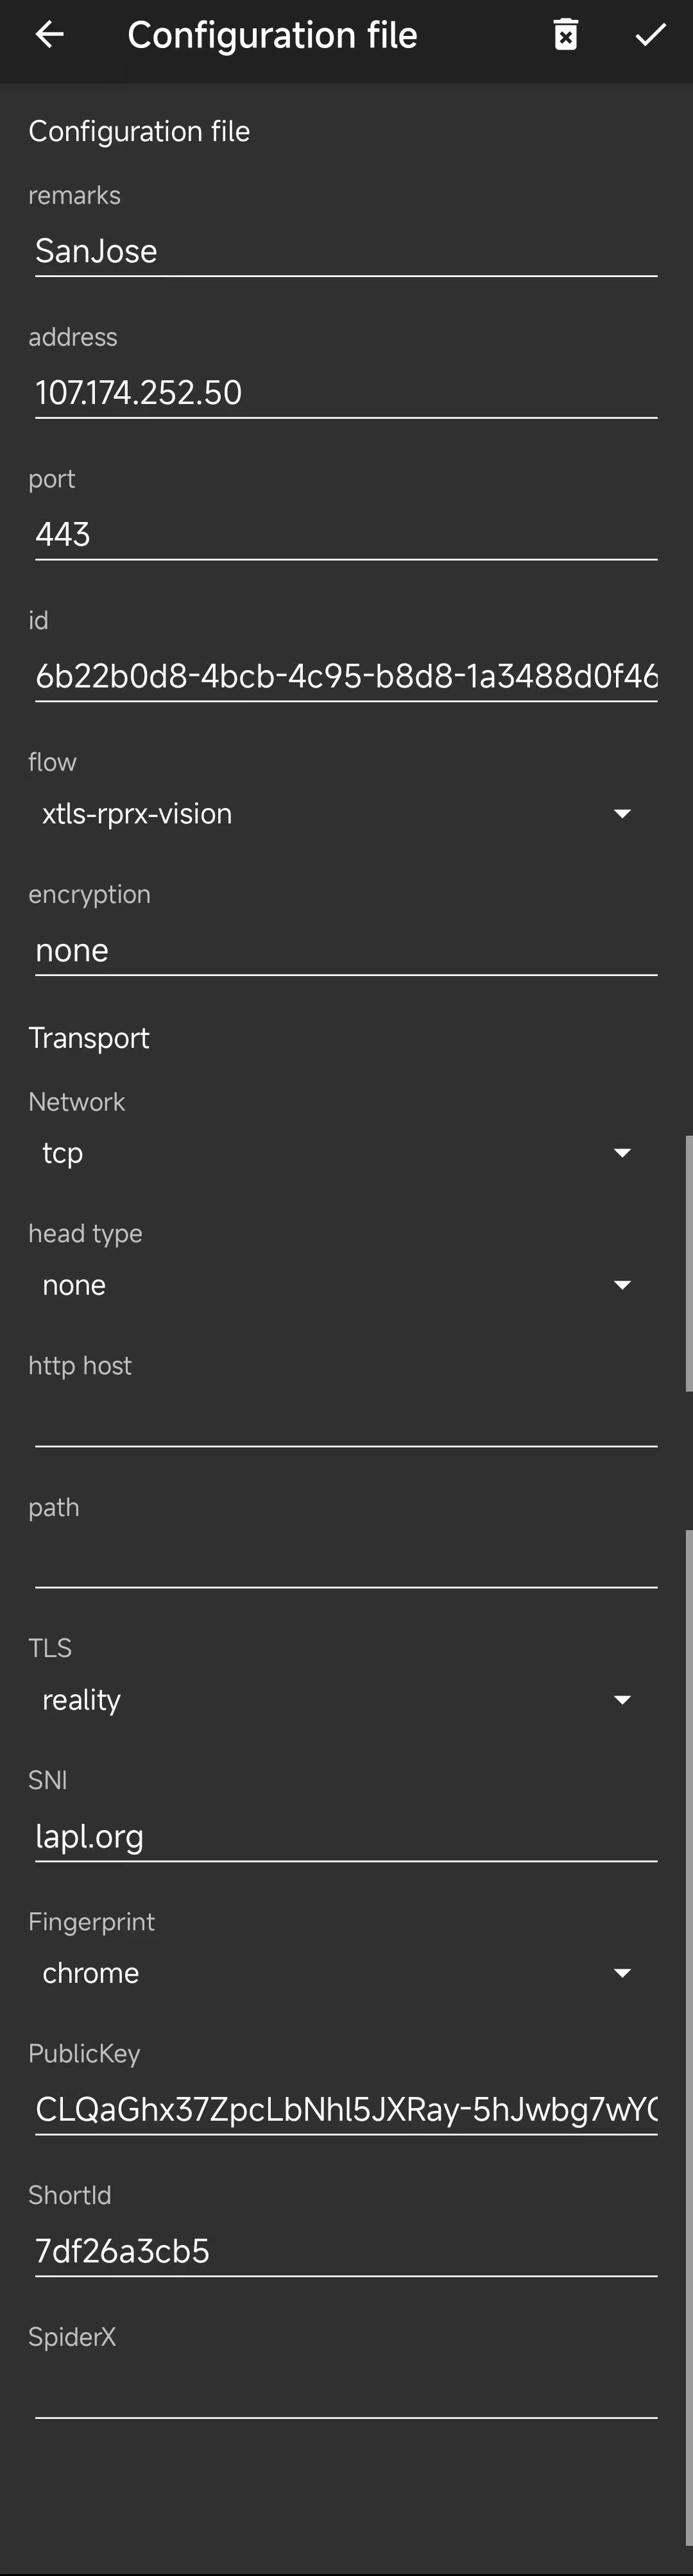 Configuration file
Configuration file
remarks
SanJose
address
107.174.252.50
port
443
id
6b22b0d8-4bcb-4c95-b8d8-1a3488d0f46
flow
xtls-rprx-vision
encryption
none
Transport
Network
tcp
head type
none
http host
path
TLS
reality
SNI
lapl.org
Fingerprint
chrome
PublicKey
CLQaGhx37ZpcLbNhl5JXRay-5hJwbg7wY
ShortId
7df26a3cb5
SpiderX